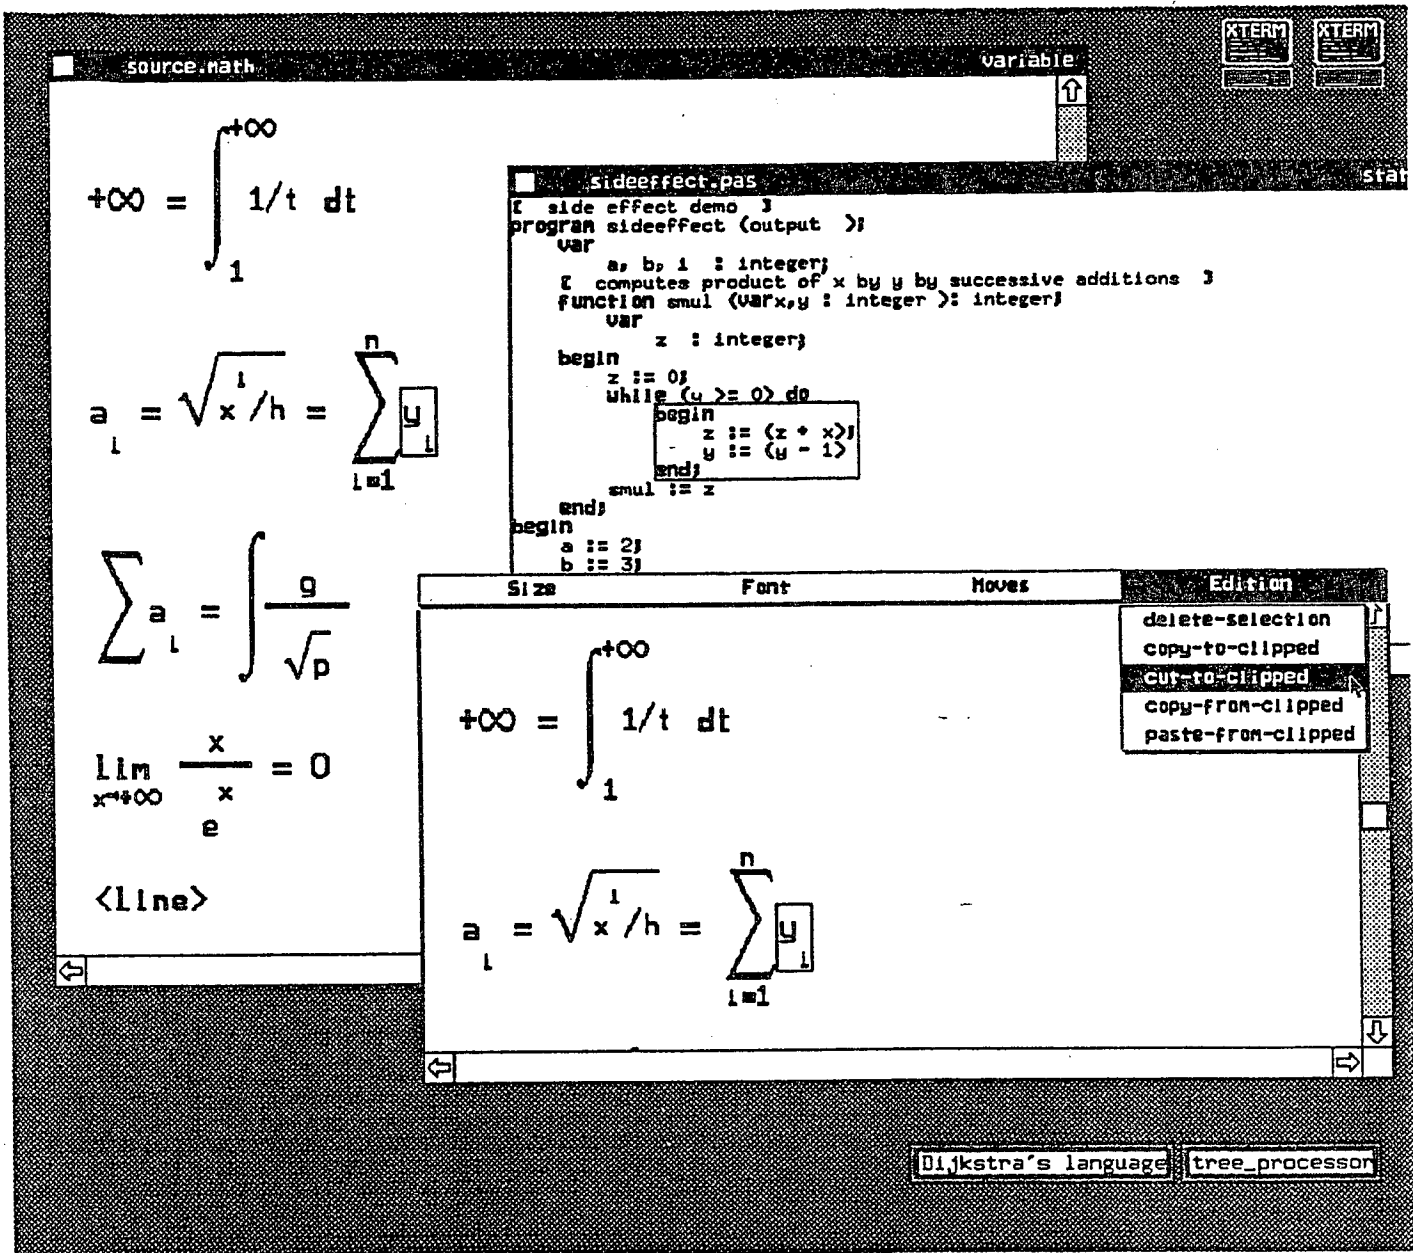 XTERM XTERM
source.math variable
+∞ = ∫ +∞ 1 1/t dt
a i = √ x i /h = ∑ n i=1 y i
∑ a i = ∫ g / √p
lim x→+∞ x / e x = 0
<line>
sideeffect.pas stat
[ side effect demo ]
program sideeffect (output );
var
a, b, i : integer;
[ computes product of x by y by successive additions ]
function smul (varx,y : integer ): integer;
var
z : integer;
begin
z := 0;
while (y >= 0) do
begin
z := (z + x);
y := (y - 1)
end;
smul := z
end;
begin
a := 2;
b := 3;
Size Font Moves Edition
delete-selection
copy-to-clipped
cut-to-clipped
copy-from-clipped
paste-from-clipped
+∞ = ∫ +∞ 1 1/t dt
a i = √ x i /h = ∑ n i=1 y i
Dijkstra's language tree_processor